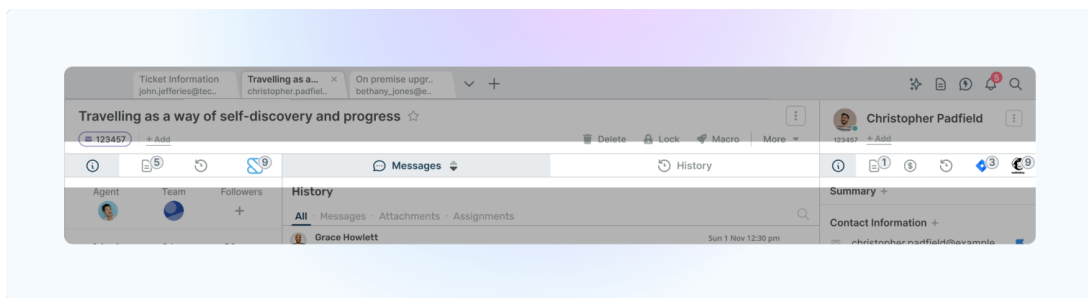 Ticket Information
john.jefferies@tec..
Travelling as a... ×
christopher.padfiel..
On premise upgr..
bethany_jones@e..
5
Travelling as a way of self-discovery and progress
123457
+ Add
Delete
Lock
Macro
More
Christopher Padfield
123457
+ Add
5
9
Messages
History
1
3
9
Agent
Team
Followers
History
All · Messages · Attachments · Assignments
Summary +
Contact Information +
Grace Howlett
Sun 1 Nov 12:30 pm
christopher.padfield@example